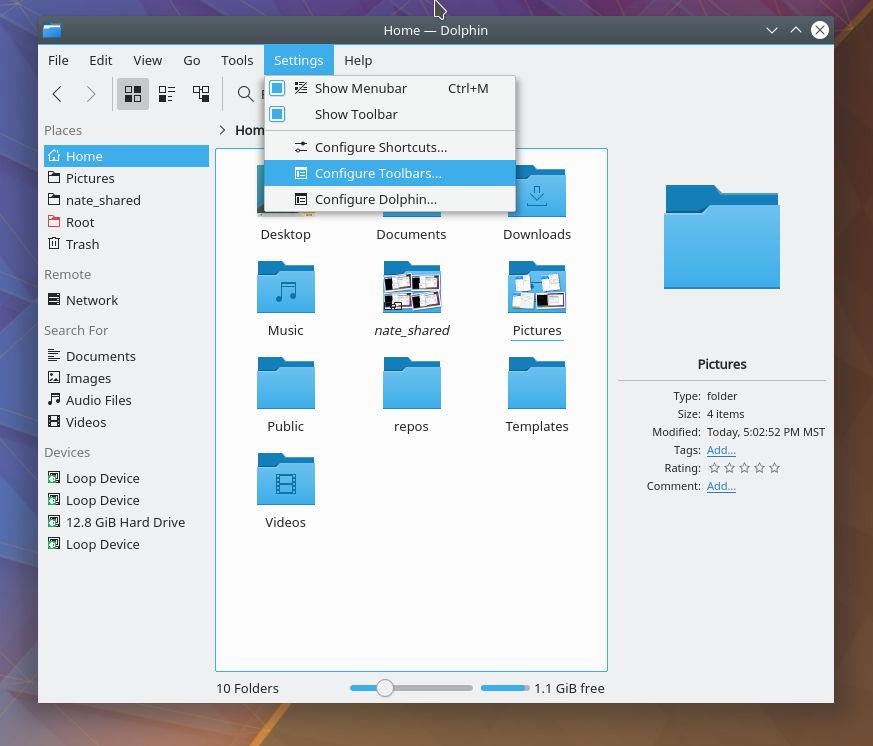 Home — Dolphin
File Edit View Go Tools Settings Help
Show Menubar Ctrl+M
Show Toolbar
Configure Shortcuts...
Configure Toolbars...
Configure Dolphin...
Places
Home
Pictures
nate_shared
Root
Trash
Remote
Network
Search For
Documents
Images
Audio Files
Videos
Devices
Loop Device
Loop Device
12.8 GiB Hard Drive
Loop Device
Hom
Desktop Documents Downloads
Music nate_shared Pictures
Public repos Templates
Videos
10 Folders 1.1 GiB free
Pictures
Type: folder
Size: 4 items
Modified: Today, 5:02:52 PM MST
Tags: Add...
Rating:
Comment: Add...